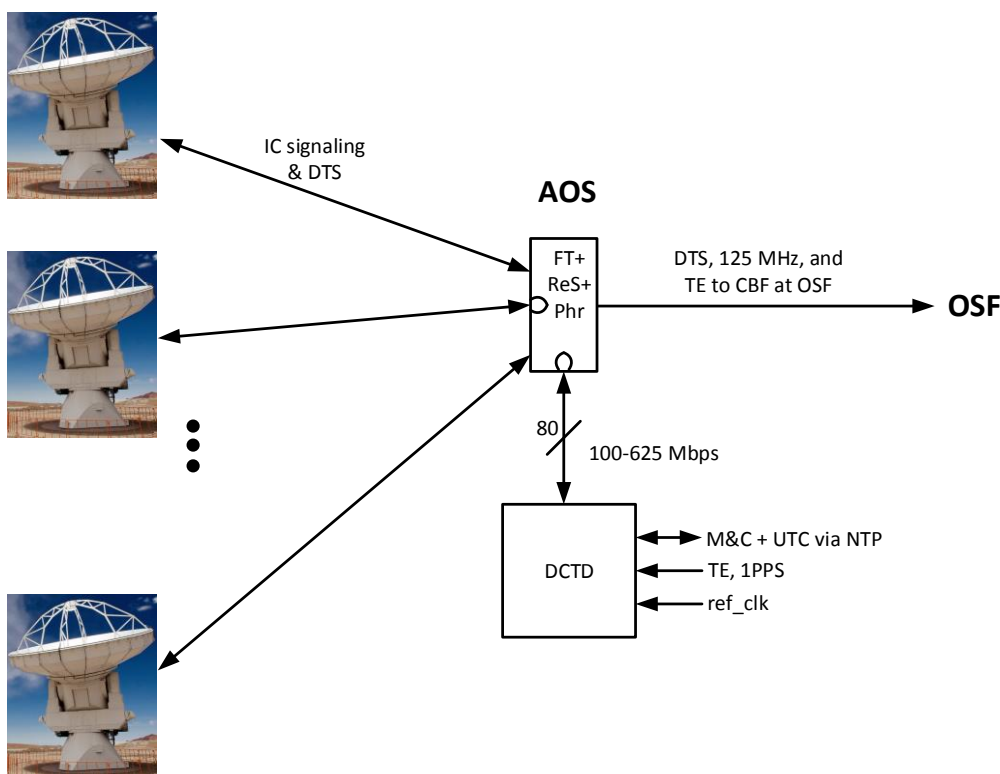 IC signaling
& DTS
AOS
FT+
ReS+
Phr
DTS, 125 MHz, and
TE to CBF at OSF
OSF
80
100-625 Mbps
DCTD
M&C + UTC via NTP
TE, 1PPS
ref_clk